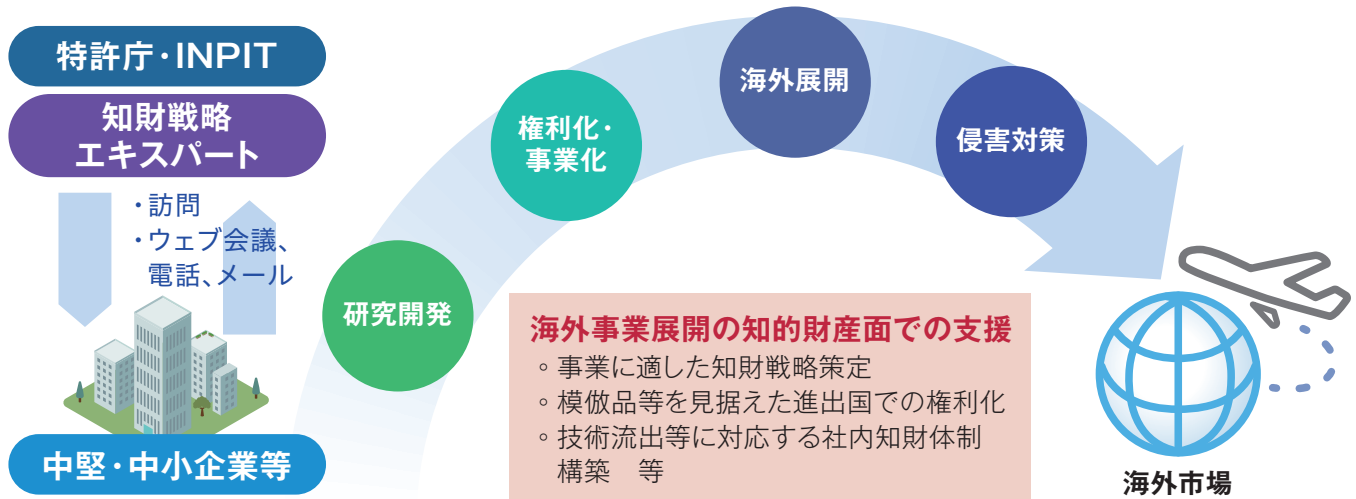 特許庁・INPIT
知財戦略
エキスパート
・訪問
・ウェブ会議、
電話、メール
中堅・中小企業等
研究開発
権利化・
事業化
海外展開
侵害対策
海外事業展開の知的財産面での支援
◦事業に適した知財戦略策定
◦模倣品等を見据えた進出国での権利化
◦技術流出等に対応する社内知財体制
構築　等
海外市場